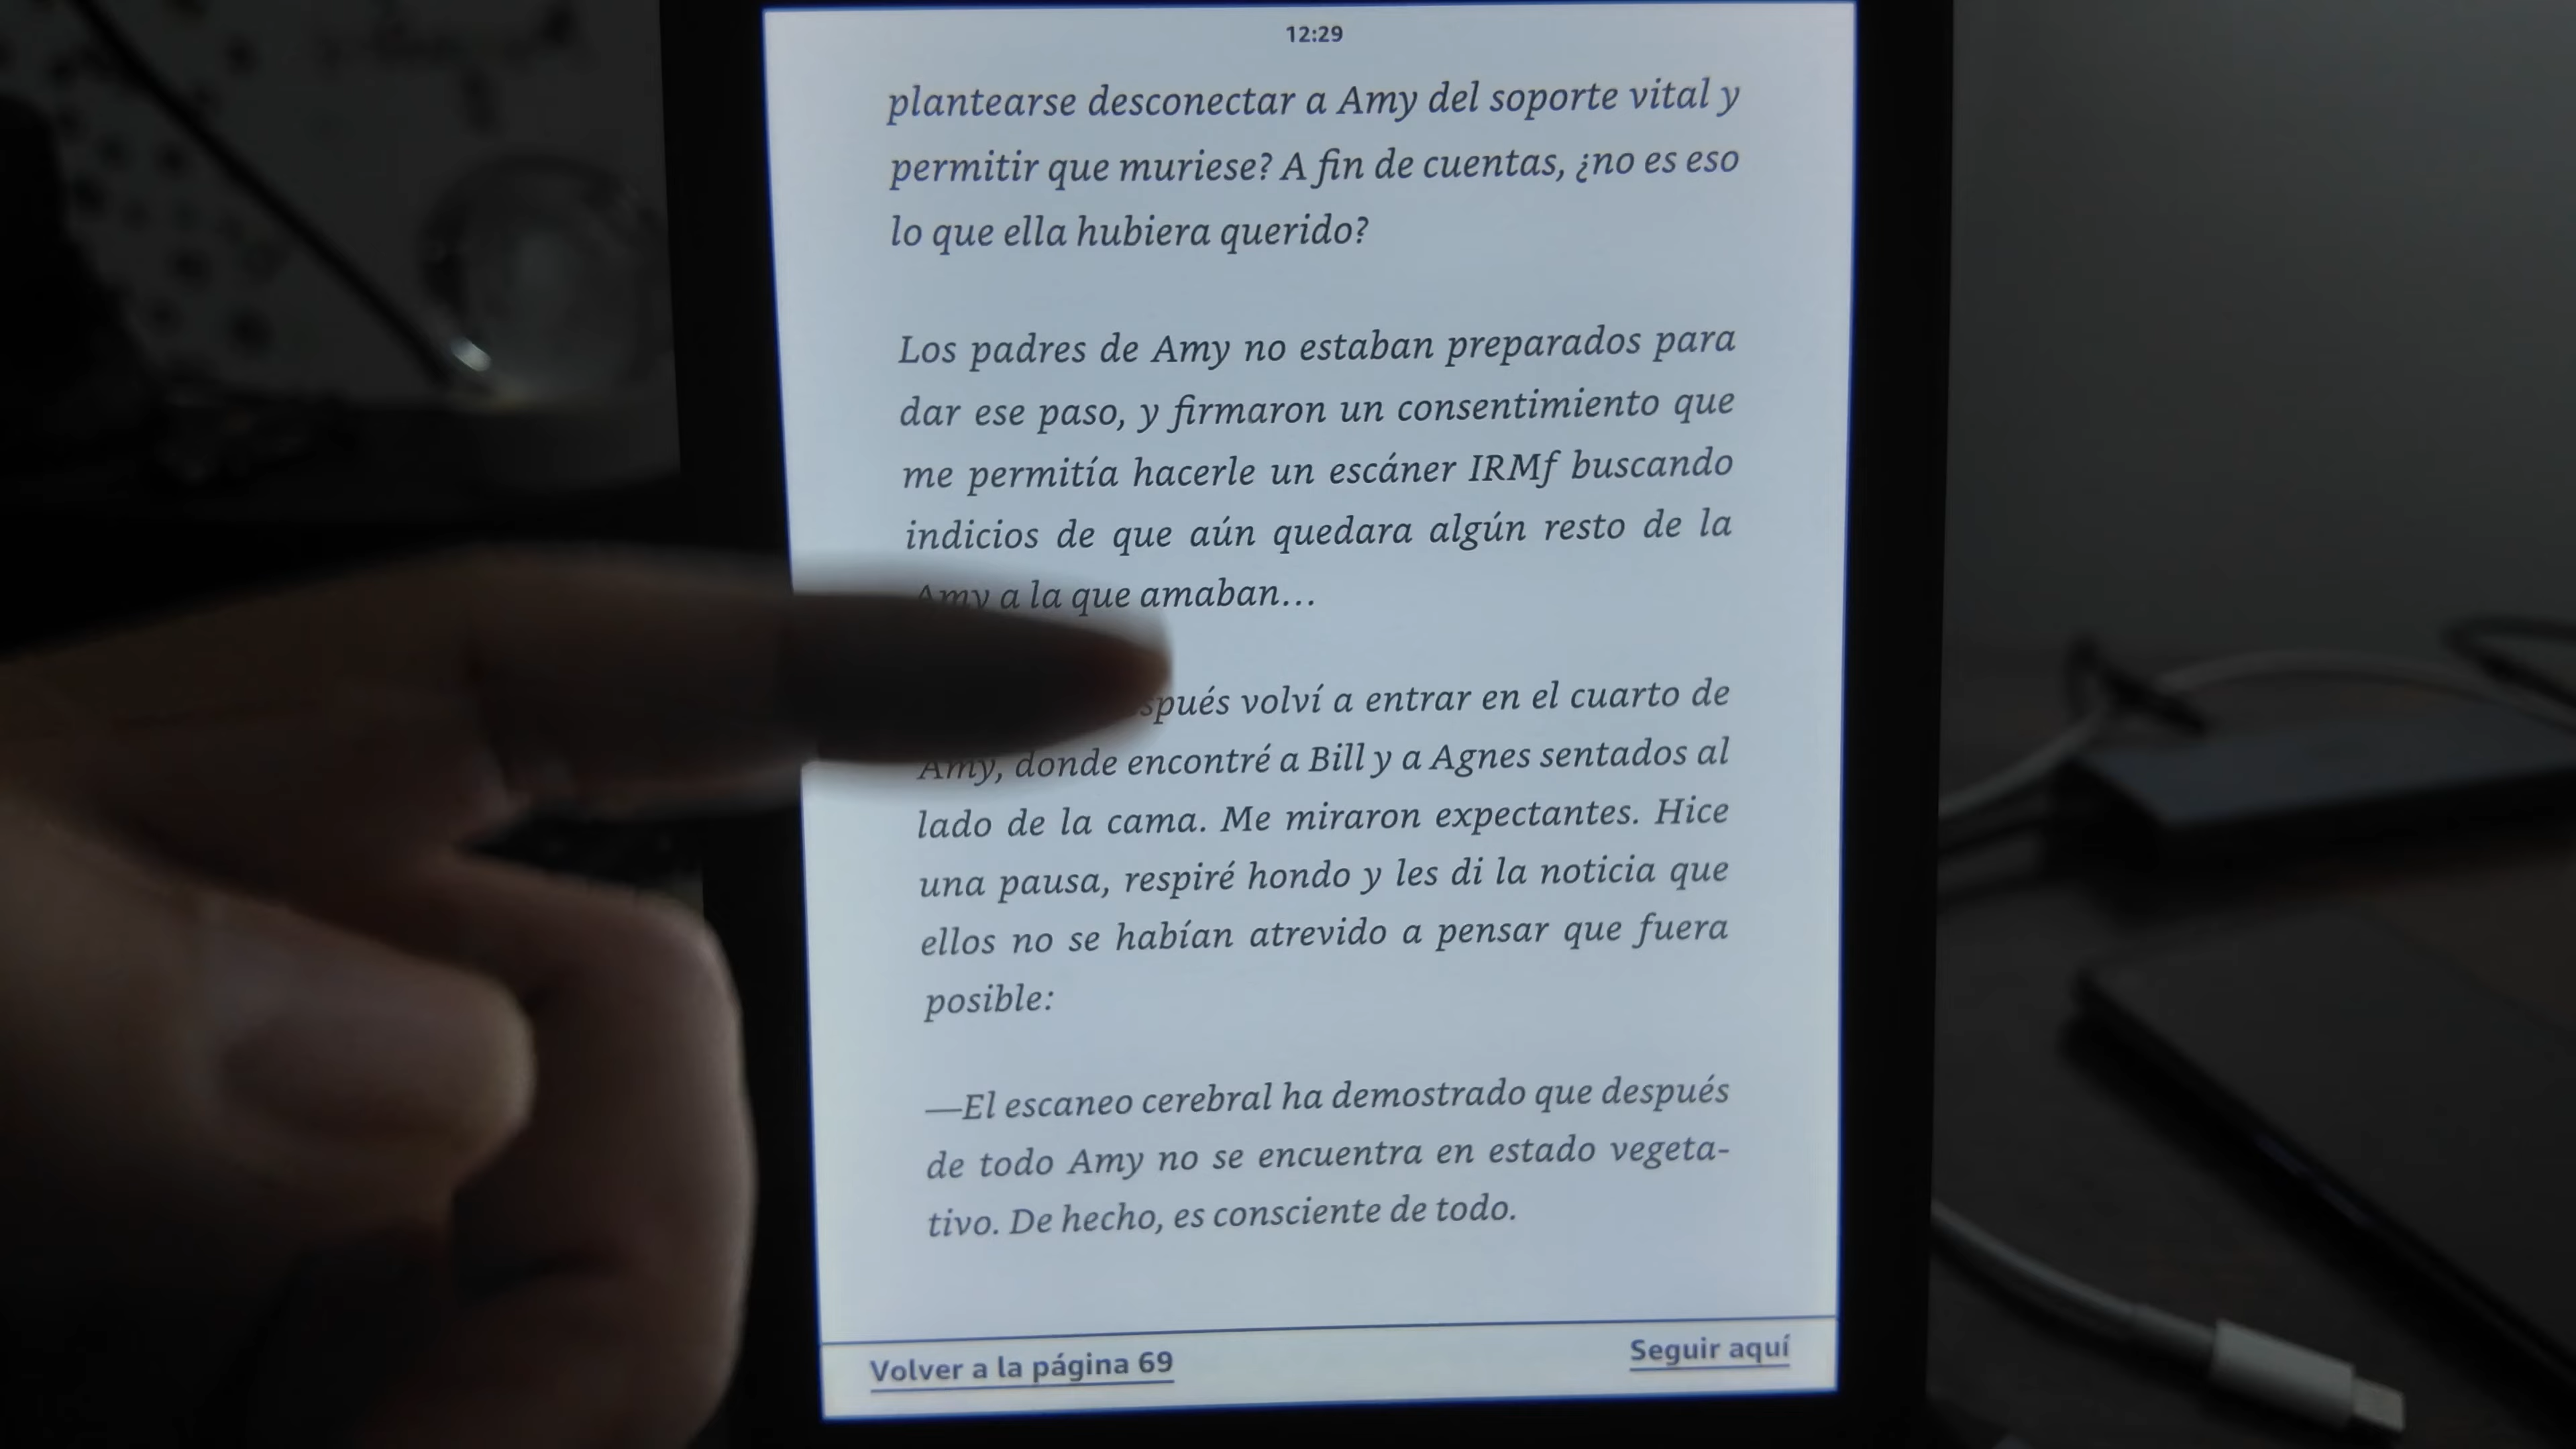 12:29
plantearse desconectar a Amy del soporte vital y
permitir que muriese? A fin de cuentas, ¿no es eso
lo que ella hubiera querido?
Los padres de Amy no estaban preparados para
dar ese paso, y firmaron un consentimiento que
me permitía hacerle un escáner IRMf buscando
indicios de que aún quedara algún resto de la
Amy a la que amaban...
volví a entrar en el cuarto de
Amy, donde encontré a Bill y a Agnes sentados al
lado de la cama. Me miraron expectantes. Hice
una pausa, respiré hondo y les di la noticia que
ellos no se habían atrevido a pensar que fuera
posible:
—El escaneo cerebral ha demostrado que después
de todo Amy no se encuentra en estado vegeta-
tivo. De hecho, es consciente de todo.
Volver a la página 69
Seguir aquí